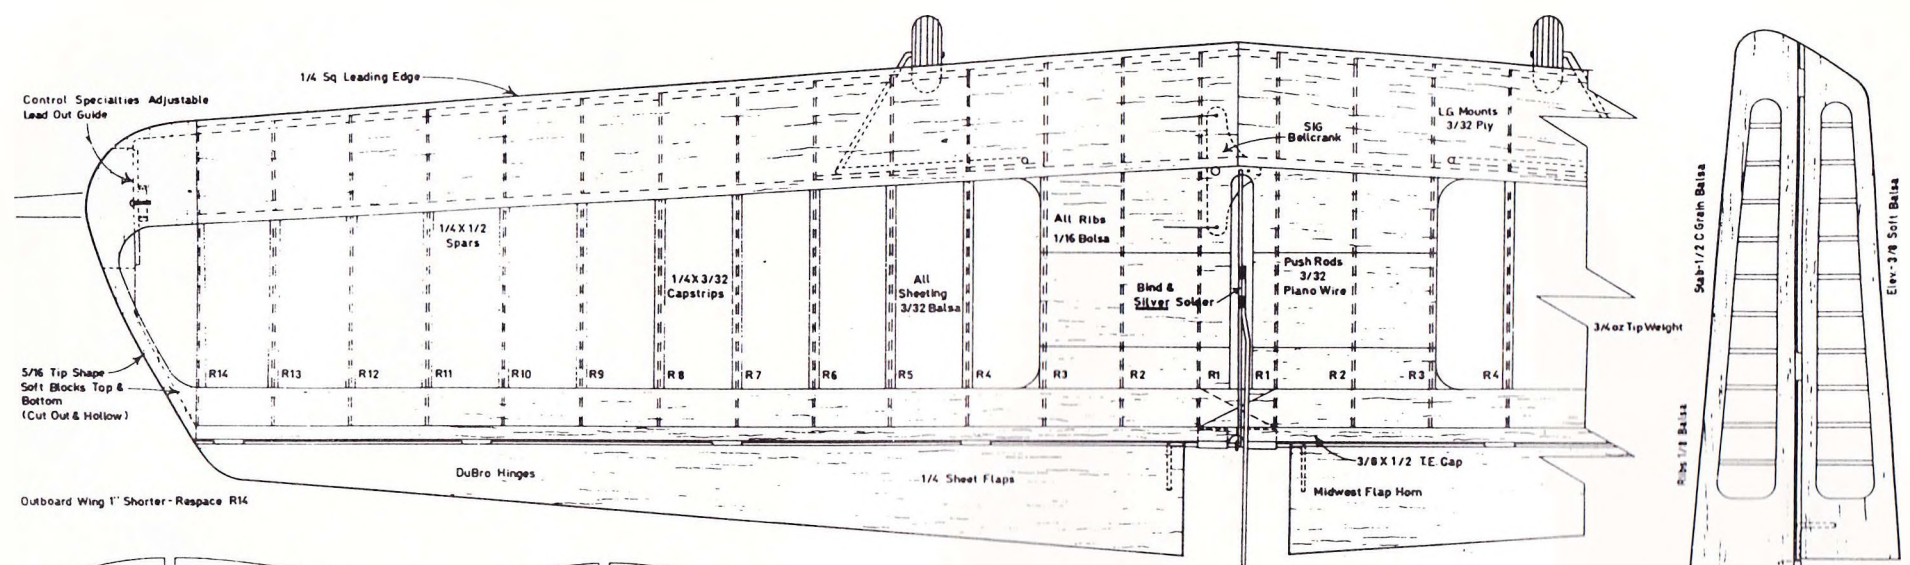 1/4 Sq Leading Edge
Control Specialties Adjustable
Lead Out Guide
SIG
Bellcrank
L.G. Mounts
3/32 Ply
1/4 X 1/2
Spars
All Ribs
1/16 Balsa
1/4 X 3/32
Capstrips
All
Sheeting
3/32 Balsa
Bind &
Silver Solder
Push Rods
3/32
Piano Wire
3/4 oz Tip Weight
5/16 Tip Shape
Soft Blocks Top &
Bottom
(Cut Out & Hollow)
R14 R13 R12 R11 R10 R9 R8 R7 R6 R5 R4 R3 R2 R1 R1 R2 R3 R4
DuBro Hinges
1/4 Sheet Flaps
3/8 X 1/2 T.E. Cap
Midwest Flap Horn
Outboard Wing 1" Shorter - Respace R14
Stab-1/2 C Grain Balsa
Elev.-3/8 Soft Balsa
Ribs 1/8 Balsa